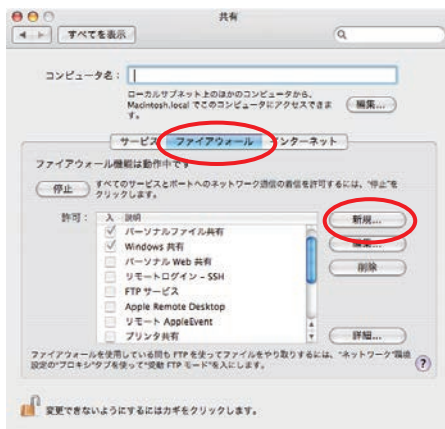 共有
すべてを表示
コンピュータ名：
ローカルサブネット上のほかのコンピュータから、
Macintosh.local でこのコンピュータにアクセスできま
す。
編集...
サービス ファイアウォール インターネット
ファイアウォール機能は動作中です
停止
すべてのサービスとポートへのネットワーク通信の着信を許可するには、“停止”を
クリックします。
許可：
入 説明
パーソナルファイル共有
Windows 共有
パーソナル Web 共有
リモートログイン - SSH
FTP サービス
Apple Remote Desktop
リモート AppleEvent
プリンタ共有
新規...
編集...
削除
詳細...
ファイアウォールを使用している間も FTP を使ってファイルをやり取りするには、“ネットワーク”環境
設定の“プロキシ”タブを使って“受動 FTP モード”を入にします。
?
変更できないようにするにはカギをクリックします。